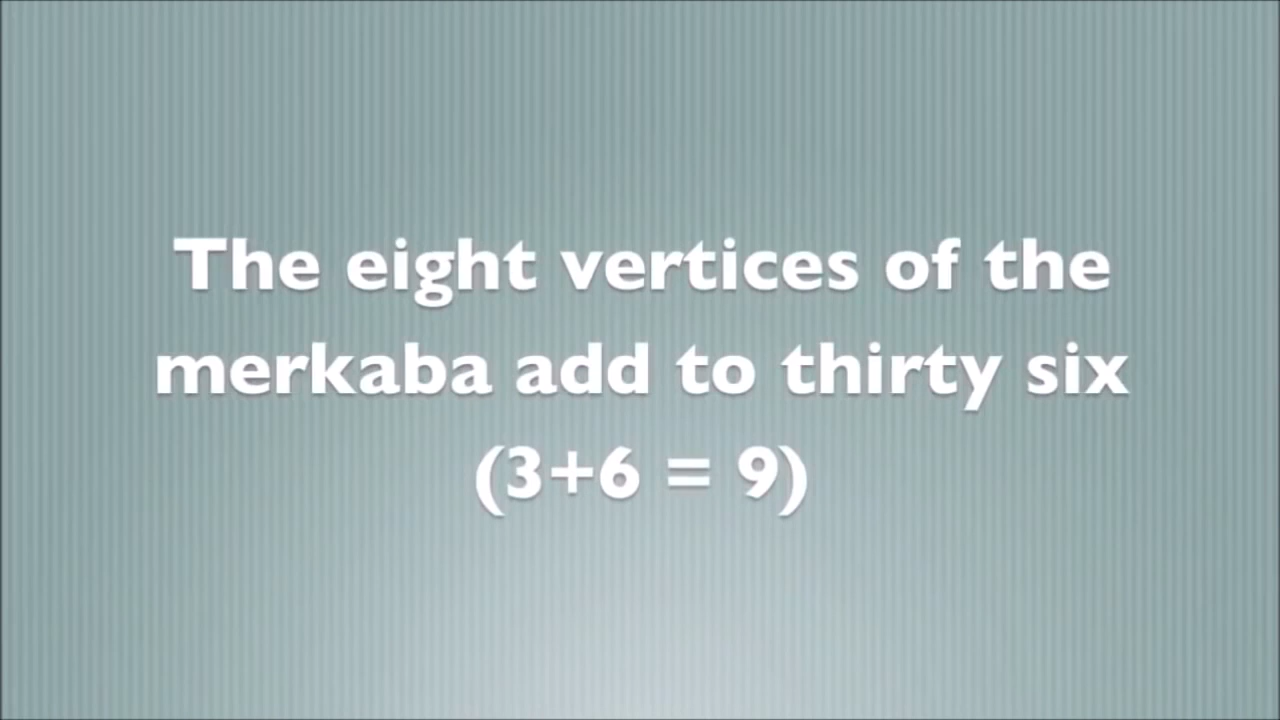 The eight vertices of the
merkaba add to thirty six
(3+6 = 9)